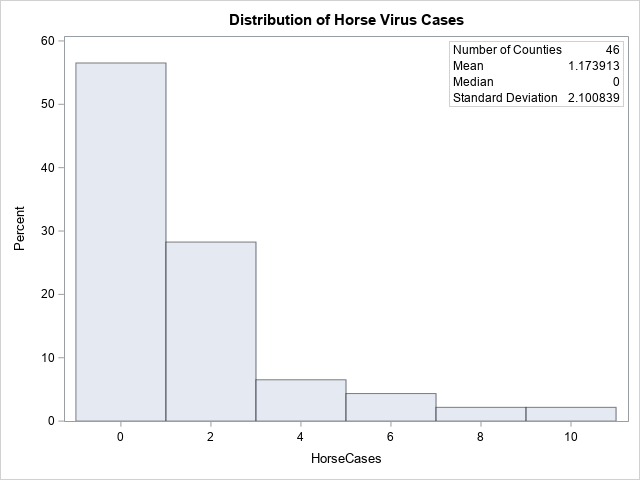 Distribution of Horse Virus Cases
Number of Counties 46
Mean 1.173913
Median 0
Standard Deviation 2.100839
60
50
40
30
20
10
0
Percent
0 2 4 6 8 10
HorseCases